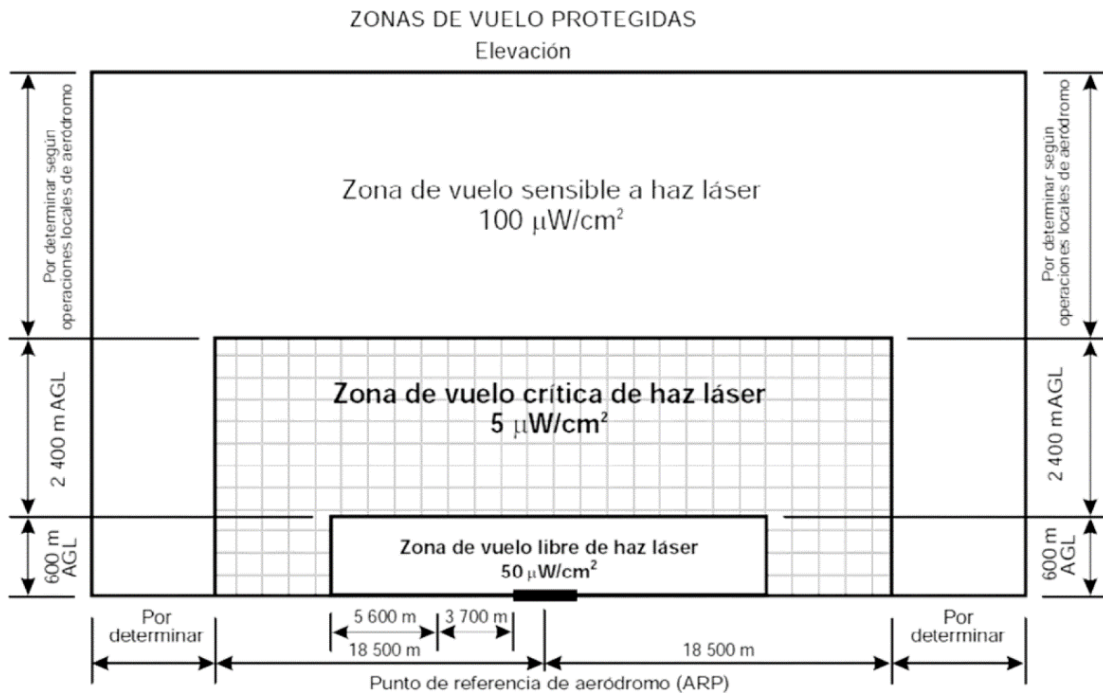 ZONAS DE VUELO PROTEGIDAS
Elevación
Por determinar según
operaciones locales de aeródromo
Por determinar según
operaciones locales de aeródromo
Zona de vuelo sensible a haz láser
100 μW/cm²
2 400 m AGL
2 400 m AGL
Zona de vuelo crítica de haz láser
5 μW/cm²
600 m
AGL
600 m
AGL
Zona de vuelo libre de haz láser
50 μW/cm²
Por
determinar
5 600 m
3 700 m
Por
determinar
18 500 m
18 500 m
Punto de referencia de aeródromo (ARP)